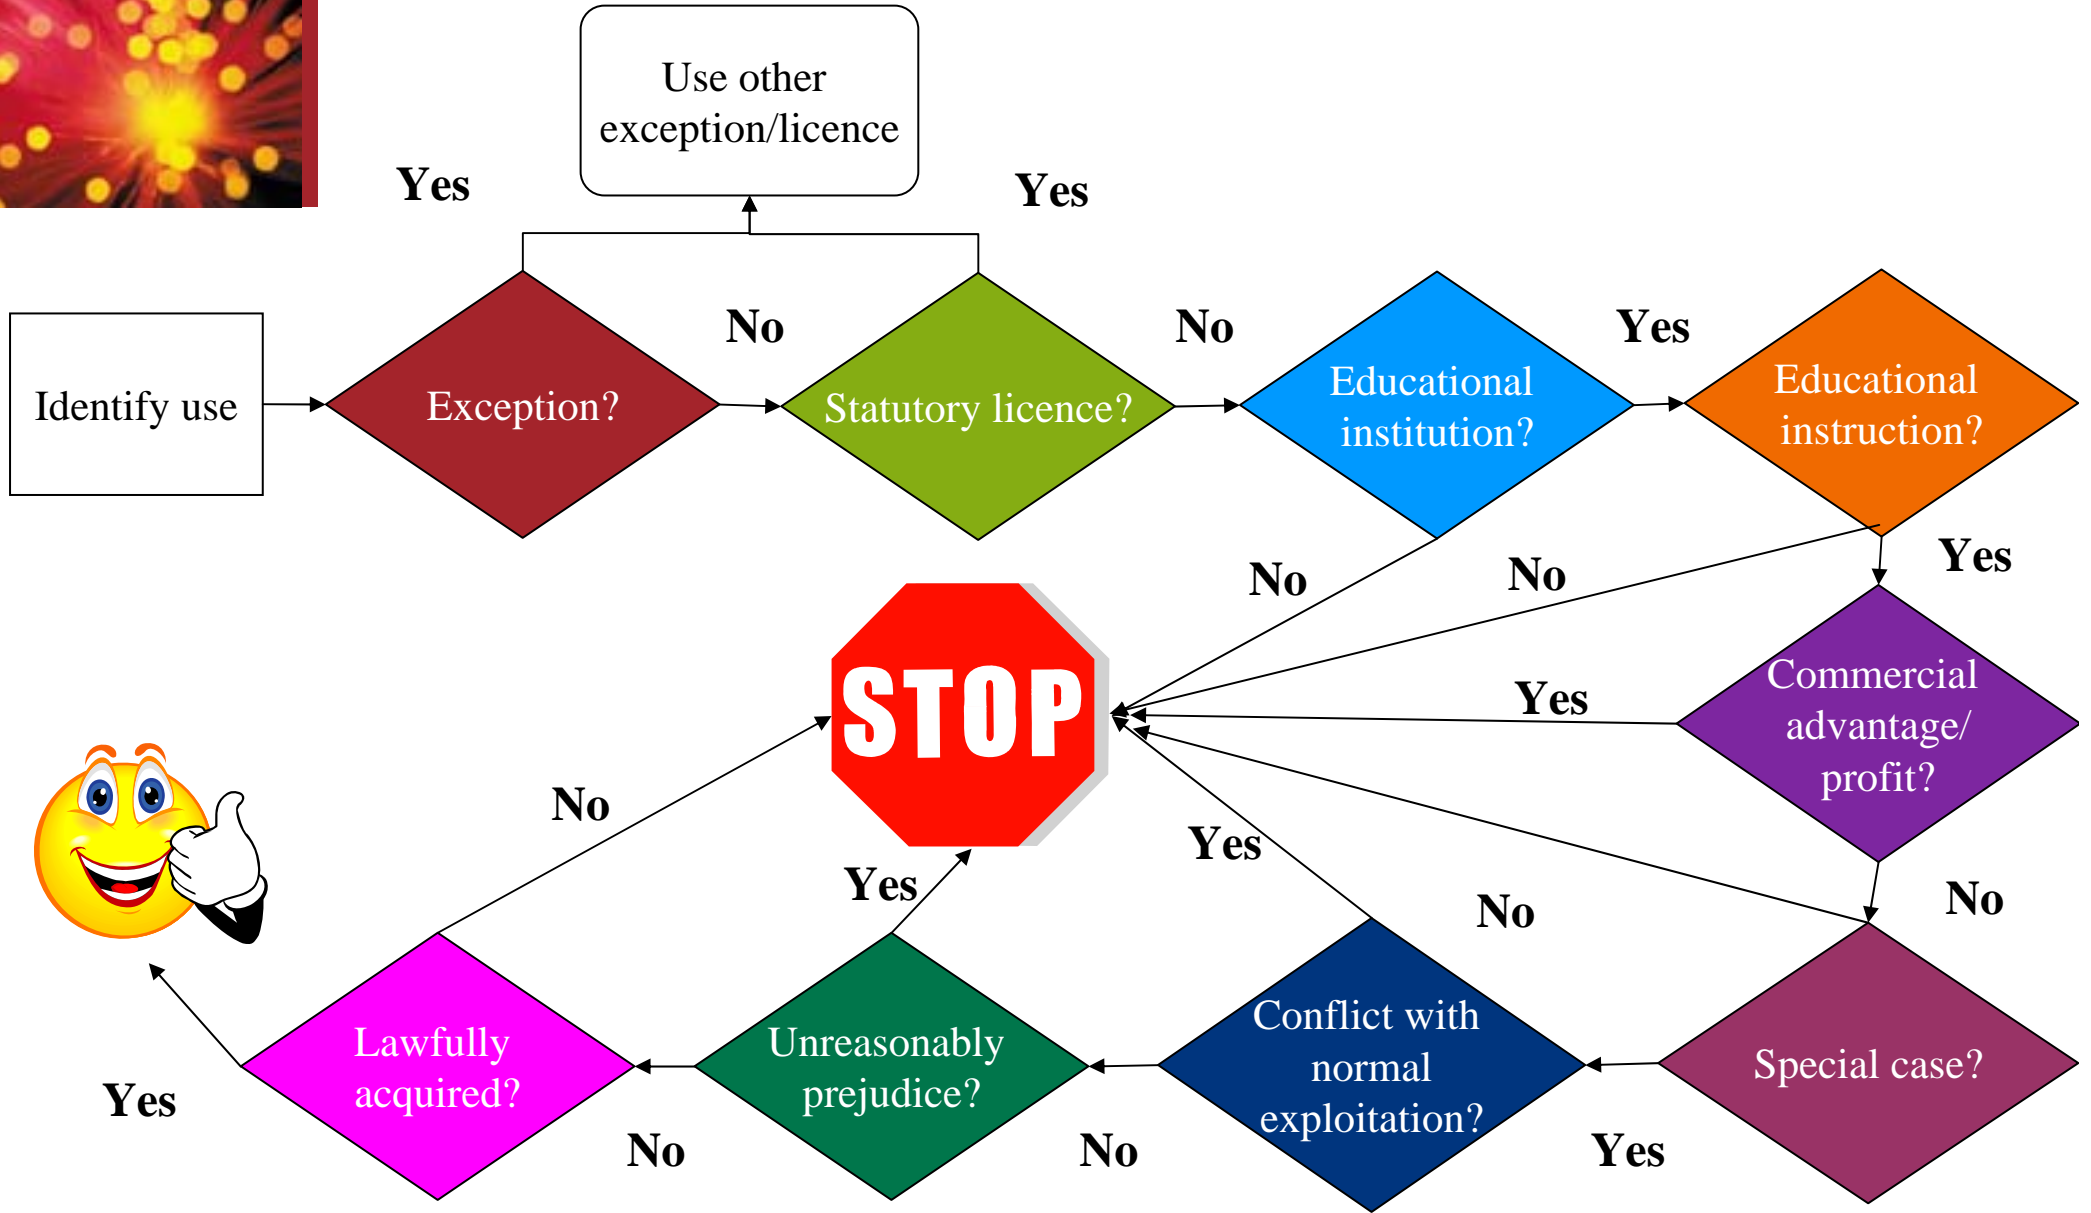 Use other
exception/licence
Yes
Yes
Identify use
Exception?
No
Statutory licence?
No
Educational
institution?
Yes
Educational
instruction?
No
No
Yes
STOP
Commercial
advantage/
profit?
Yes
No
Yes
Yes
No
No
Lawfully
acquired?
Unreasonably
prejudice?
Conflict with
normal
exploitation?
Special case?
Yes
No
No
Yes